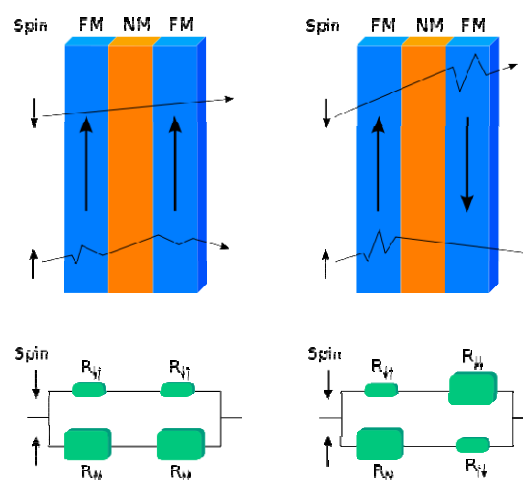 Spin FM NM FM
Spin FM NM FM
Spin R↓↑ R↓↑
R↑↑ R↑↑
Spin R↓↑ R↓↓
R↑↑ R↑↓